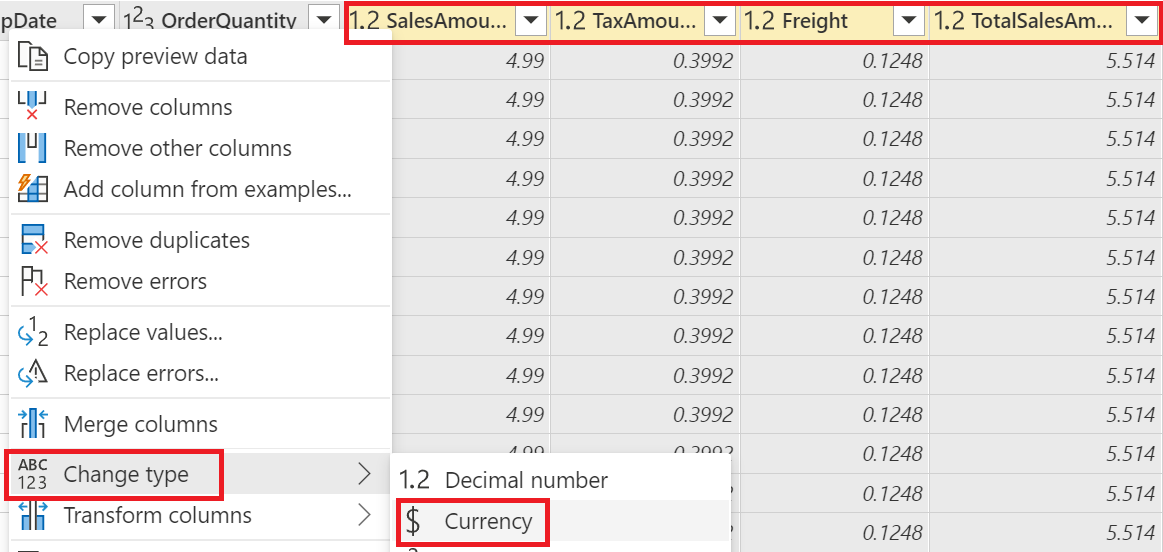 pDate 1²3 OrderQuantity 1.2 SalesAmou... 1.2 TaxAmou... 1.2 Freight 1.2 TotalSalesAm...
Copy preview data 4.99 0.3992 0.1248 5.514
Remove columns 4.99 0.3992 0.1248 5.514
Remove other columns 4.99 0.3992 0.1248 5.514
Add column from examples... 4.99 0.3992 0.1248 5.514
4.99 0.3992 0.1248 5.514
Remove duplicates 4.99 0.3992 0.1248 5.514
Remove errors 4.99 0.3992 0.1248 5.514
Replace values... 4.99 0.3992 0.1248 5.514
Replace errors... 4.99 0.3992 0.1248 5.514
Merge columns 4.99 0.3992 0.1248 5.514
4.99 0.3992 0.1248 5.514
ABC 123 Change type 1.2 Decimal number 0.1248 5.514
Transform columns $ Currency 0.1248 5.514